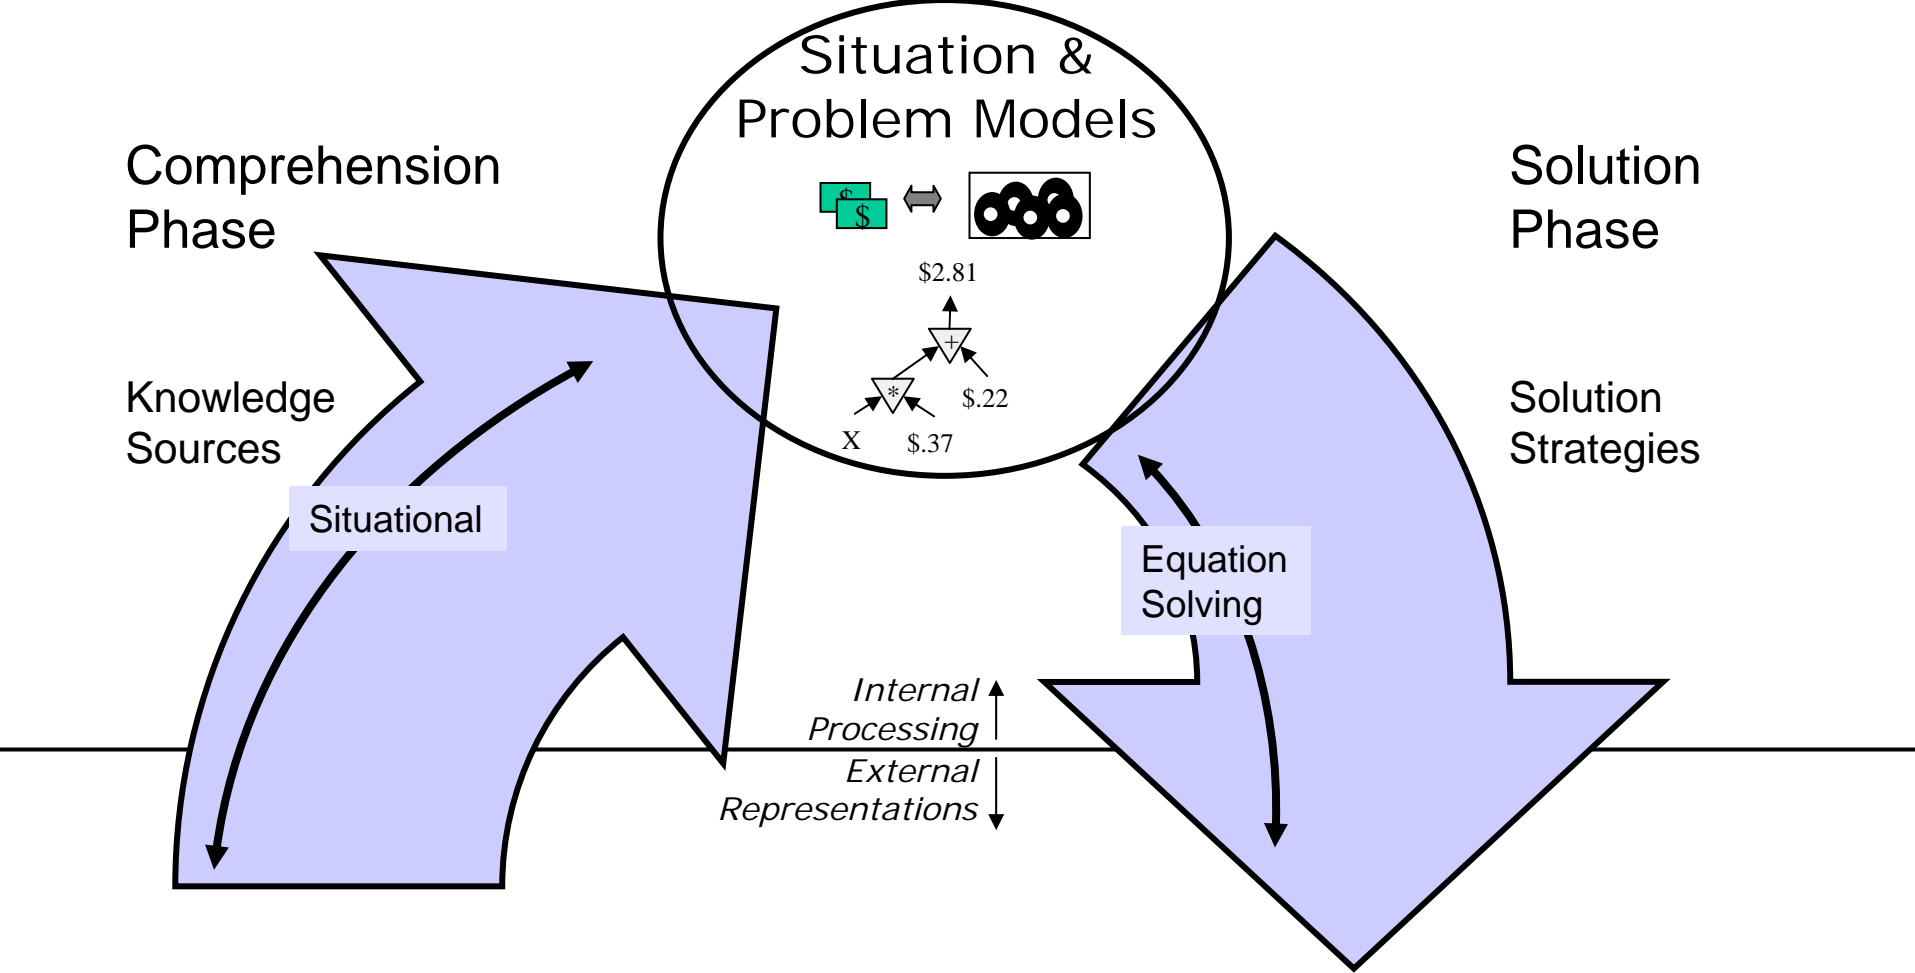 Situation &
Problem Models
Comprehension
Phase
Solution
Phase
$
$
$2.81
+
*
$.22
X
$.37
Knowledge
Sources
Solution
Strategies
Situational
Equation
Solving
Internal
Processing
External
Representations